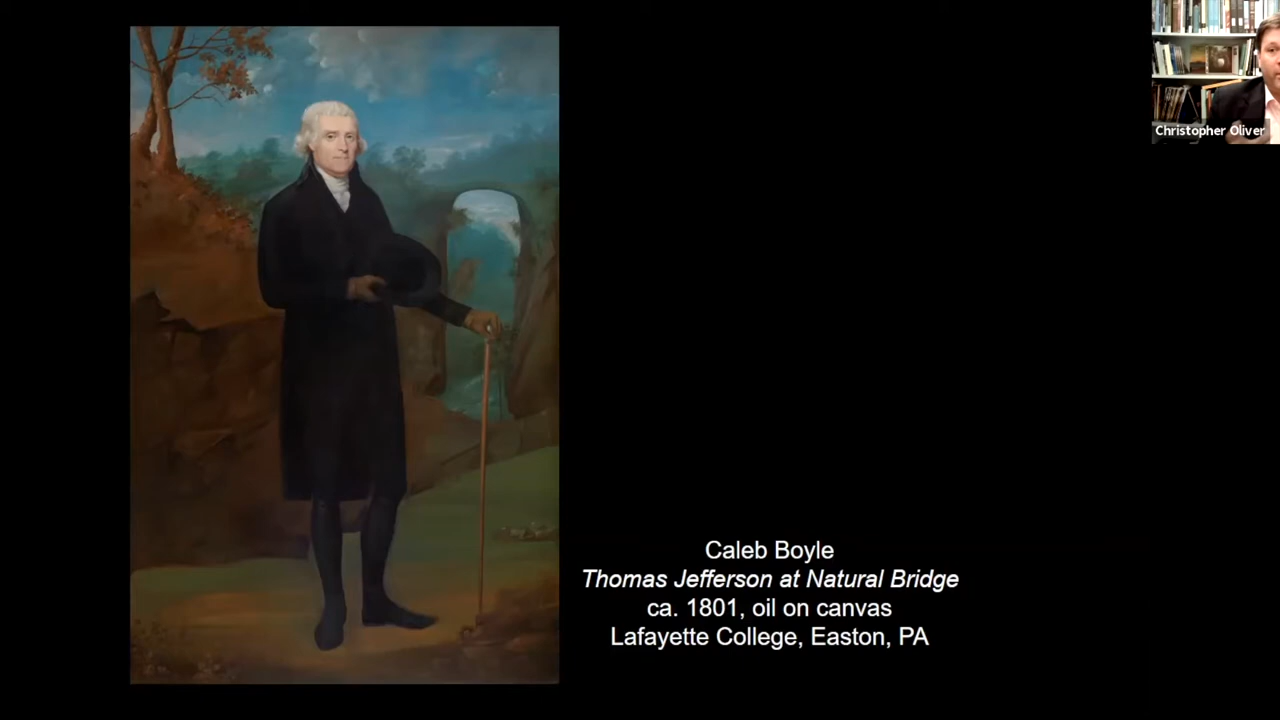 Christopher Oliver
Caleb Boyle
Thomas Jefferson at Natural Bridge
ca. 1801, oil on canvas
Lafayette College, Easton, PA